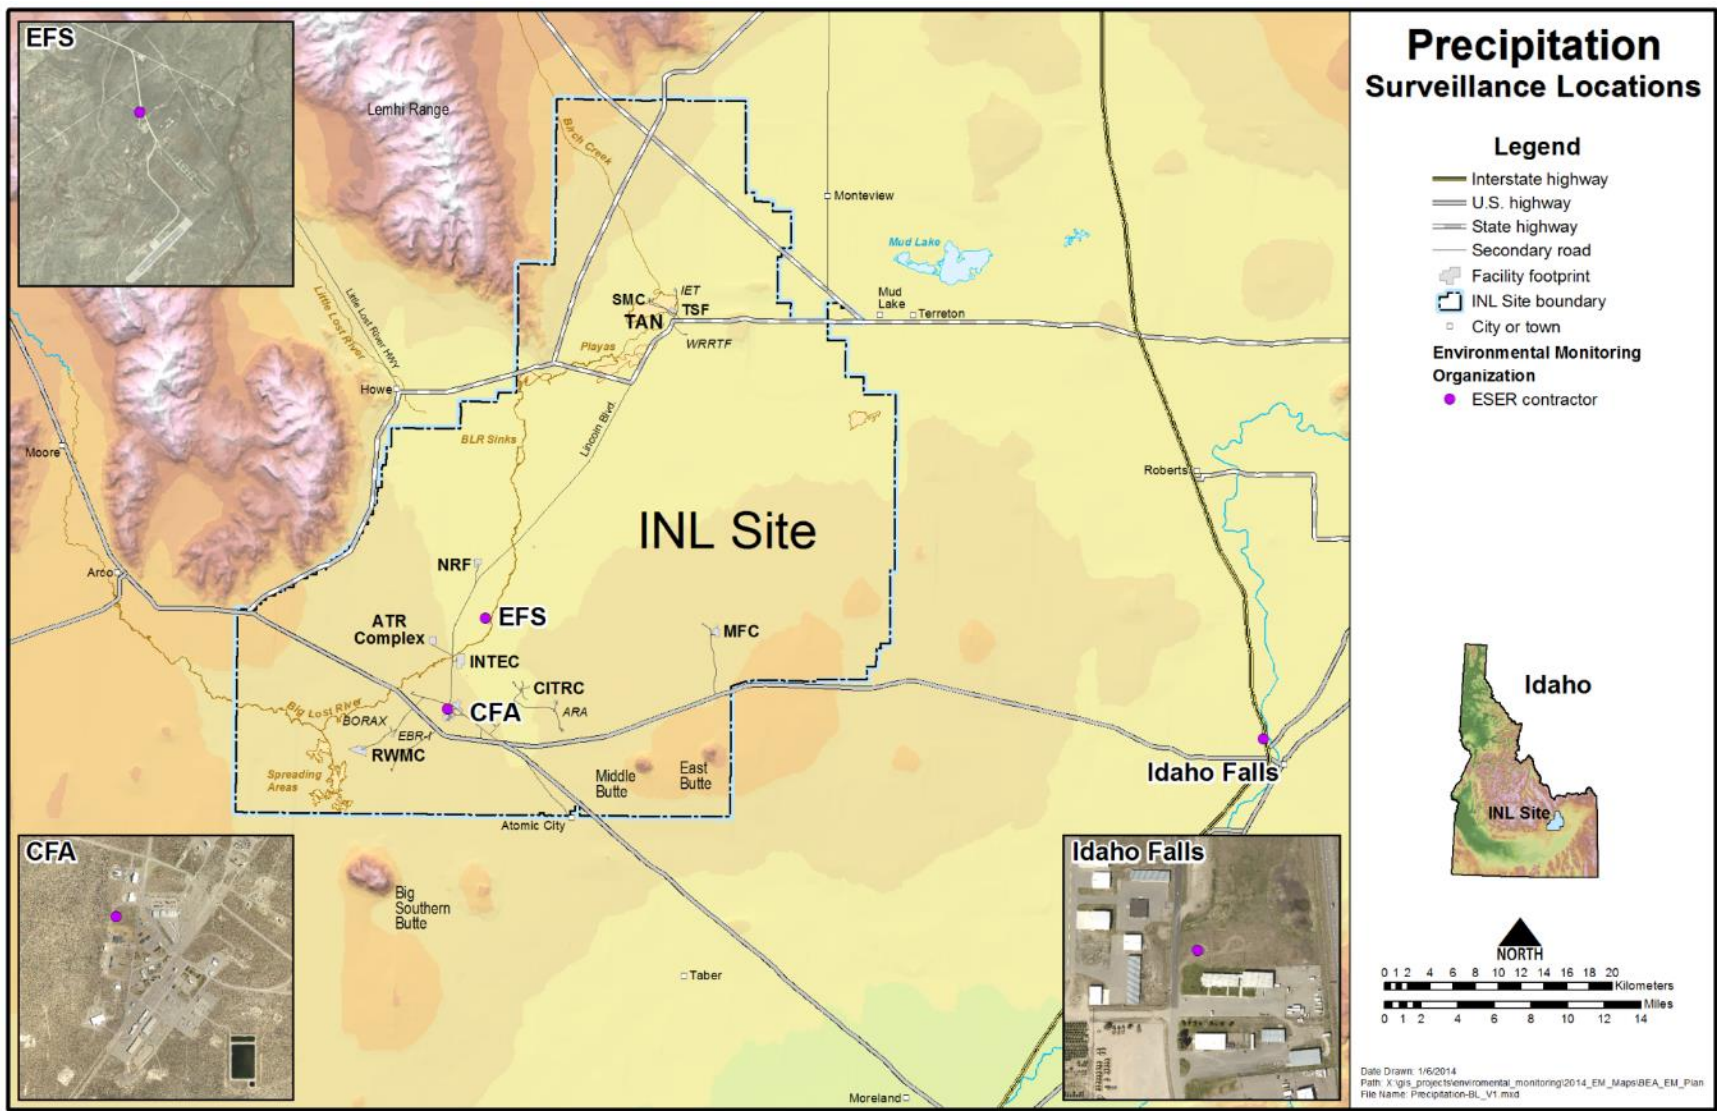 EFS
Lemhi Range
Birch Creek
Monteview
Mud Lake
Little Lost River
Little Lost River HWY
IET
SMC
TSF
TAN
Mud
Lake
Terreton
WRRTF
Playas
Howe
Lincoln Blvd.
BLR Sinks
Moore
Roberts
INL Site
NRF
Arco
EFS
ATR
Complex
MFC
INTEC
CITRC
Big Lost River
CFA
ARA
BORAX
EBR-I
RWMC
Idaho Falls
Spreading
Areas
Middle
Butte
East
Butte
Atomic City
CFA
Idaho Falls
Big
Southern
Butte
Taber
Moreland
Precipitation
Surveillance Locations
Legend
Interstate highway
U.S. highway
State highway
Secondary road
Facility footprint
INL Site boundary
City or town
Environmental Monitoring
Organization
ESER contractor
Idaho
INL Site
NORTH
0 1 2 4 6 8 10 12 14 16 18 20
Kilometers
Miles
0 1 2 4 6 8 10 12 14
Date Drawn: 1/6/2014
Path: X:\gis_projects\enviromental_monitoring\2014_EM_Maps\BEA_EM_Plan
File Name: Precipitation-BL_V1.mxd